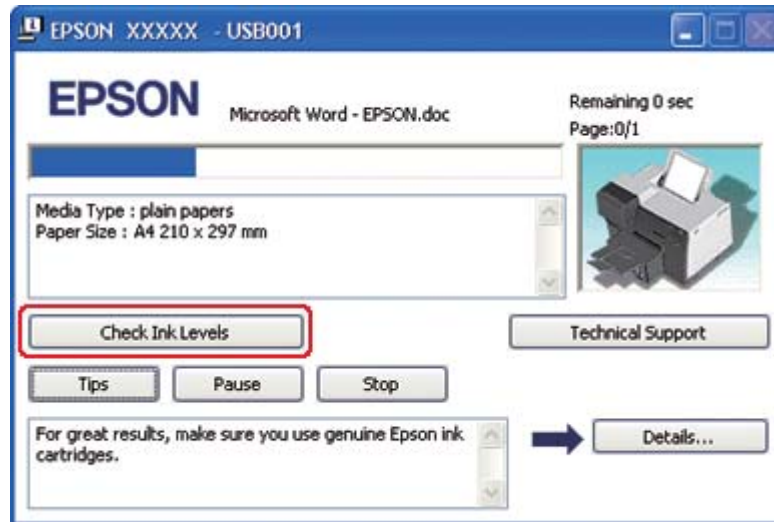 EPSON XXXXX - USB001
EPSON
Microsoft Word - EPSON.doc
Remaining 0 sec
Page:0/1
Media Type : plain papers
Paper Size : A4 210 x 297 mm
Check Ink Levels
Technical Support
Tips
Pause
Stop
For great results, make sure you use genuine Epson ink
cartridges.
Details...